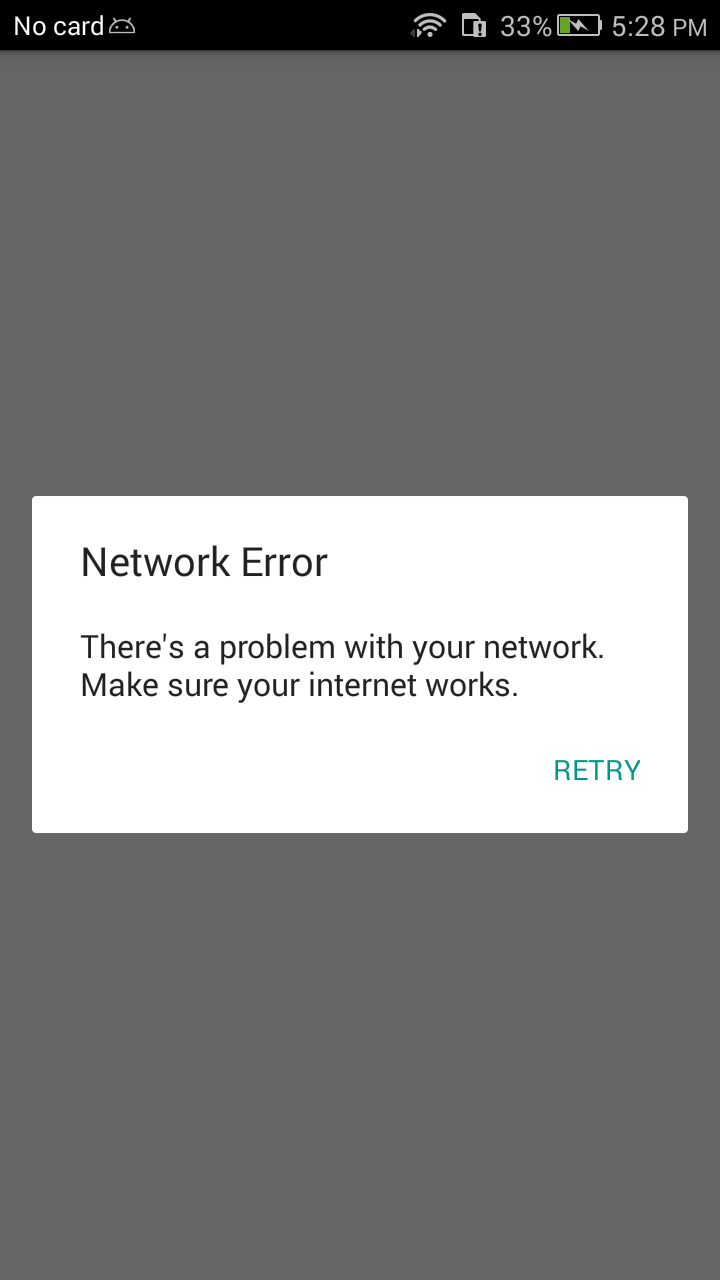 No card 33% 5:28 PM
Network Error
There's a problem with your network.
Make sure your internet works.
RETRY